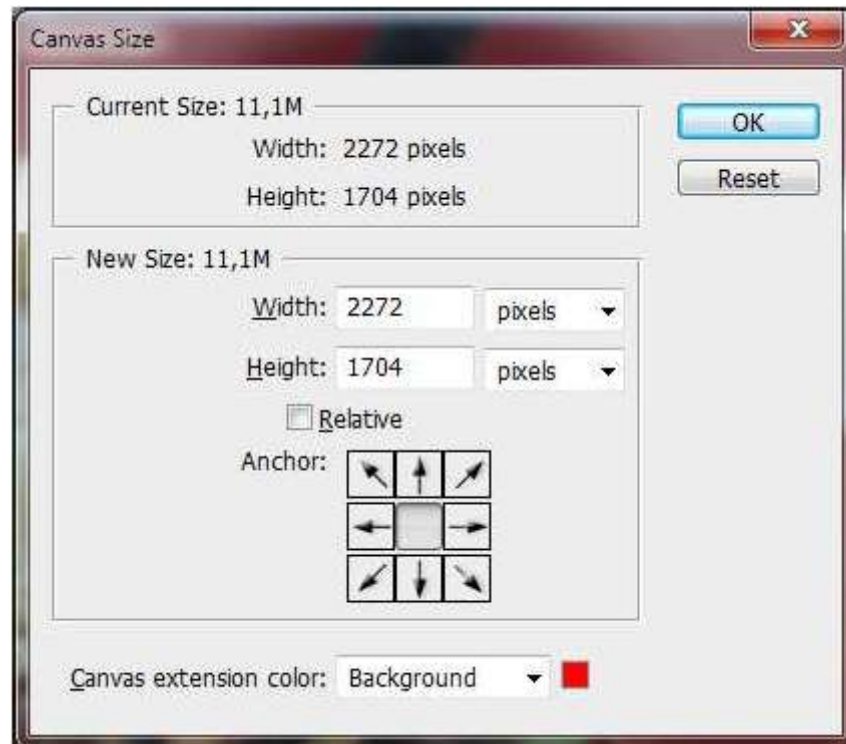 Canvas Size
Current Size: 11,1M
OK
Width: 2272 pixels
Reset
Height: 1704 pixels
New Size: 11,1M
Width: 2272 pixels
Height: 1704 pixels
Relative
Anchor:
Canvas extension color: Background